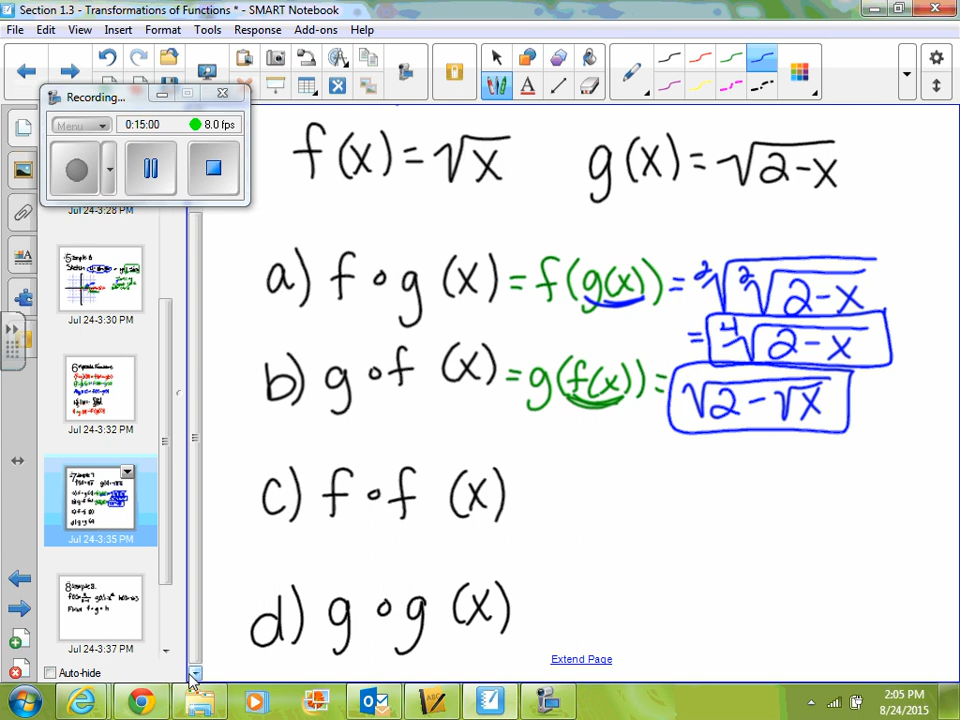 Section 1.3 - Transformations of Functions * - SMART Notebook
File Edit View Insert Format Tools Response Add-ons Help
Recording...
Menu 0:15:00 8.0 fps
f(x) = √x g(x) = √2-x
Jul 24-3:28 PM
a) f ∘ g (x) = f(g(x)) = ²√²√2-x
Jul 24-3:30 PM
= ⁴√2-x
b) g ∘ f (x) = g(f(x)) = √2-√x
Jul 24-3:32 PM
c) f ∘ f (x)
Jul 24-3:35 PM
d) g ∘ g (x)
Jul 24-3:37 PM
Extend Page
Auto-hide
2:05 PM
8/24/2015